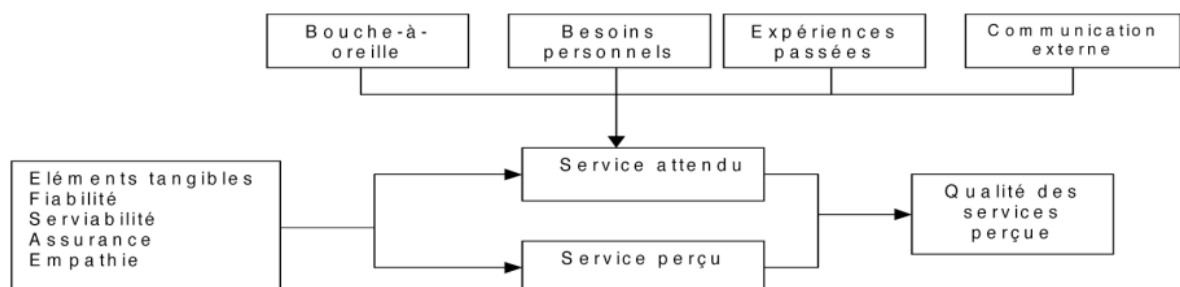 Bouche-à-
oreille
Besoins
personnels
Expériences
passées
Communication
externe
Service attendu
Eléments tangibles
Fiabilité
Serviabilité
Assurance
Empathie
Service perçu
Qualité des
services
perçue